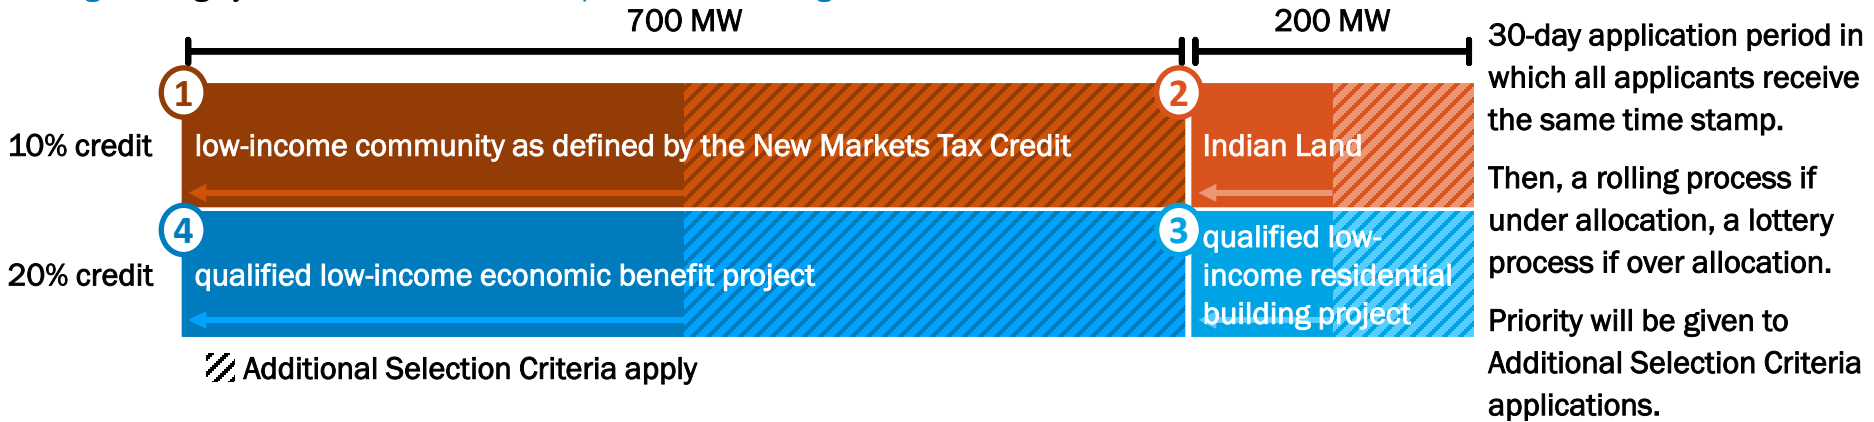 700 MW
200 MW
30-day application period in
which all applicants receive
the same time stamp.
Then, a rolling process if
under allocation, a lottery
process if over allocation.
Priority will be given to
Additional Selection Criteria
applications.
1
2
10% credit
low-income community as defined by the New Markets Tax Credit
Indian Land
4
3
20% credit
qualified low-income economic benefit project
qualified low-
income residential
building project
Additional Selection Criteria apply